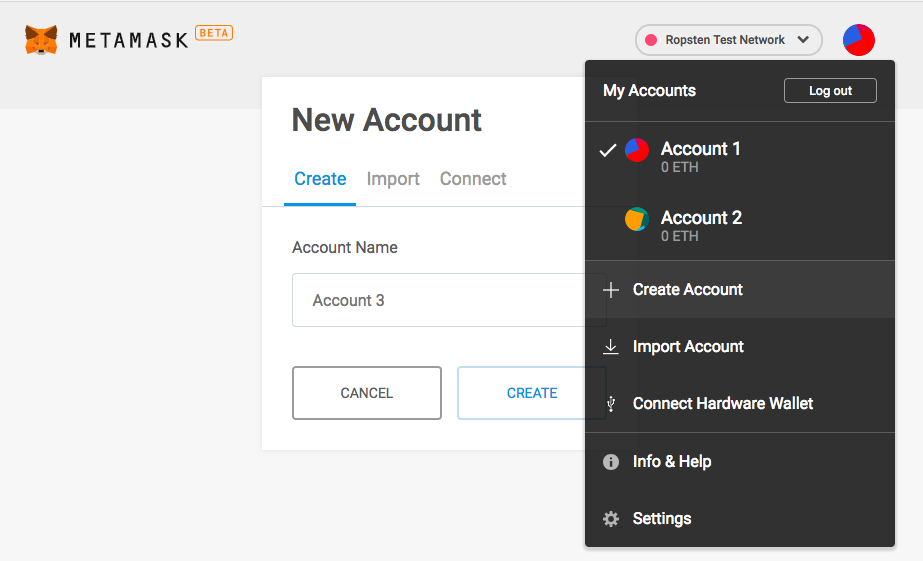 METAMASK BETA
Ropsten Test Network
New Account
Create Import Connect
Account Name
Account 3
CANCEL CREATE
My Accounts Log out
Account 1
0 ETH
Account 2
0 ETH
Create Account
Import Account
Connect Hardware Wallet
Info & Help
Settings